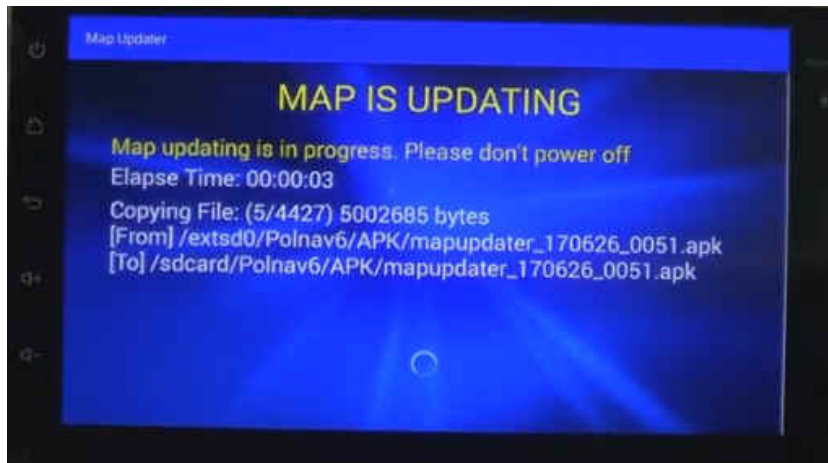 Map Updater
MAP IS UPDATING
Map updating is in progress. Please don't power off
Elapse Time: 00:00:03
Copying File: (5/4427) 5002685 bytes
[From] /extsd0/Polnav6/APK/mapupdater_170626_0051.apk
[To] /sdcard/Polnav6/APK/mapupdater_170626_0051.apk